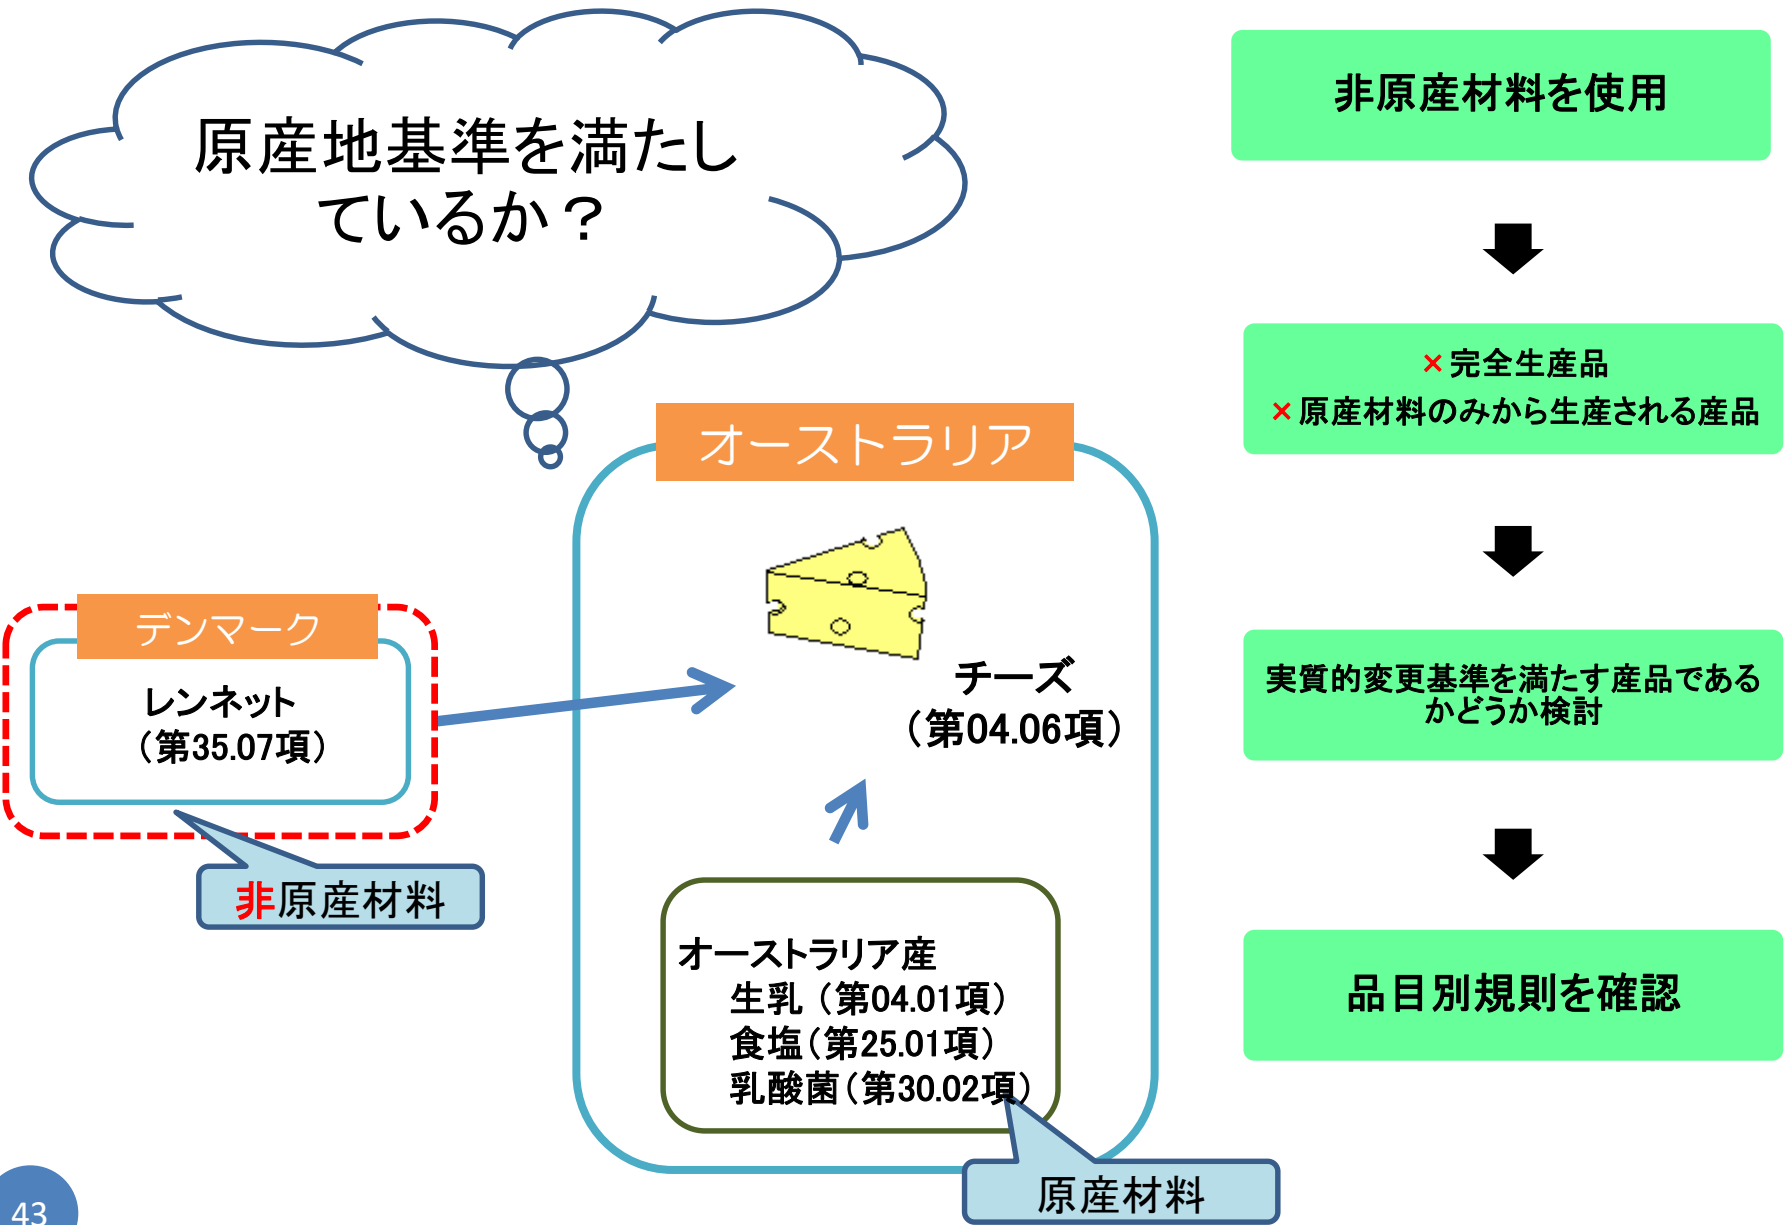 原産地基準を満たし
ているか？
オーストラリア
チーズ
（第04.06項）
デンマーク
レンネット
（第35.07項）
非原産材料
オーストラリア産
生乳（第04.01項）
食塩（第25.01項）
乳酸菌（第30.02項）
原産材料
非原産材料を使用
×完全生産品
×原産材料のみから生産される産品
実質的変更基準を満たす産品である
かどうか検討
品目別規則を確認
43